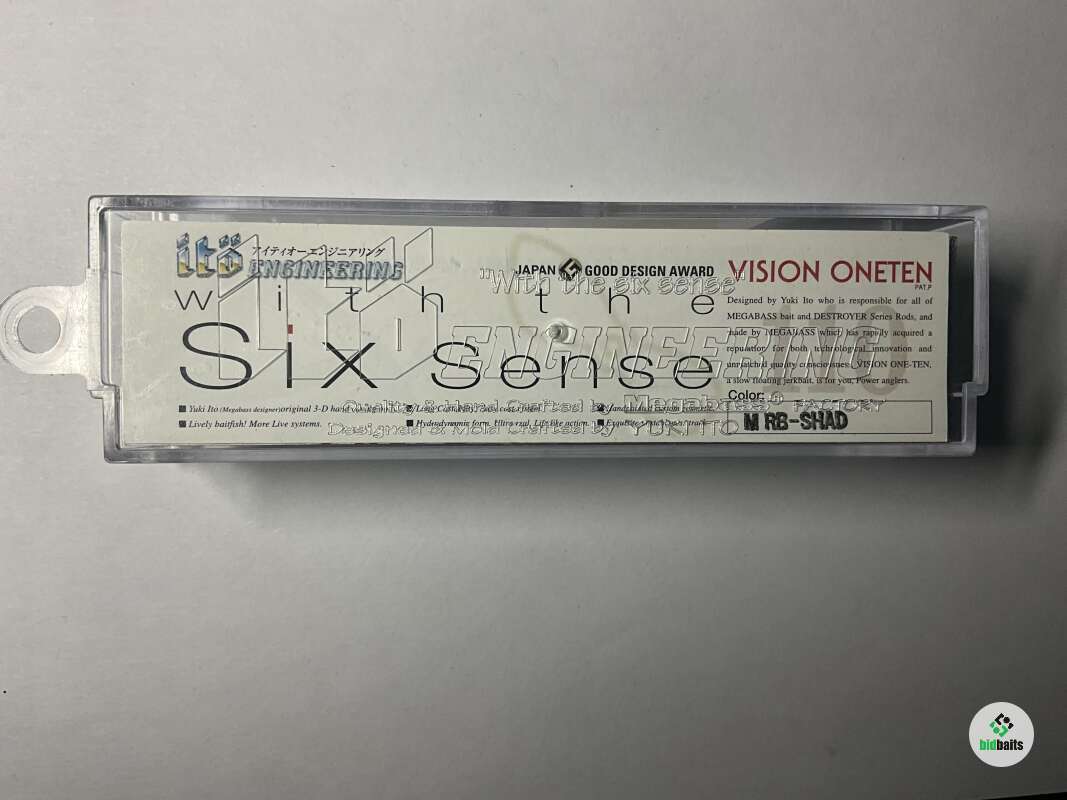 itö アイティオーエンジニアリング
ENGINEERING
with the
Six Sense
JAPAN GOOD DESIGN AWARD
"With the six sense"
ENGINEERING
VISION ONETEN
PAT.P
Designed by Yuki Ito who is responsible for all of
MEGABASS bait and DESTROYER Series Rods, and
made by MEGABASS which has rapidly acquired a
reputation for both technological innovation and
unmatched quality consciousness. VISION ONE-TEN,
a slow floating jerkbait, is for you, Power anglers.
Color:
M RB-SHAD
■ Yuki Ito (Megabass designer) original 3-D hand
■ Lively baitfish! More Live systems.
■ Hydrodynamic form, Ultra real, Life like action.
Quality & Hand Crafted by Megabass® FACTORY
Designed & Mold Crafted by YUKI ITO
bidbaits